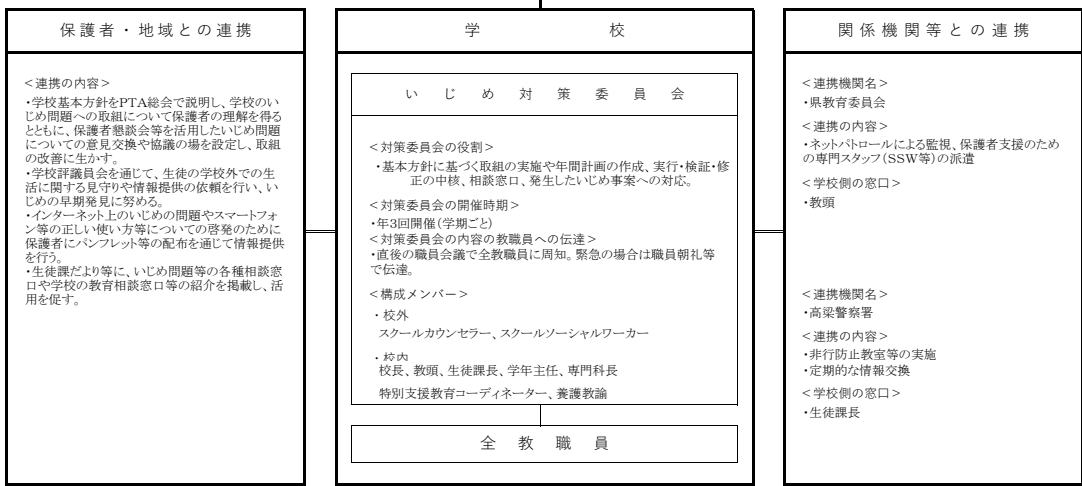 保護者・地域との連携
＜連携の内容＞
・学校基本方針をPTA総会で説明し、学校のい
じめ問題への取組について保護者の理解を得る
とともに、保護者懇談会等を活用したいじめ問題
についての意見交換や協議の場を設定し、取組
の改善に生かす。
・学校評議員会を通じて、生徒の学校外での生
活に関する見守りや情報提供の依頼を行い、い
じめの早期発見に努める。
・インターネット上のいじめの問題やスマートフォ
ン等の正しい使い方等についての啓発のために
保護者にパンフレット等の配布を通じて情報提供
を行う。
・生徒課だより等に、いじめ問題等の各種相談窓
口や学校の教育相談窓口等の紹介を掲載し、活
用を促す。
学校
いじめ対策委員会
＜対策委員会の役割＞
・基本方針に基づく取組の実施や年間計画の作成、実行・検証・修
正の中核、相談窓口、発生したいじめ事案への対応。
＜対策委員会の開催時期＞
・年3回開催(学期ごと)
＜対策委員会の内容の教職員への伝達＞
・直後の職員会議で全教職員に周知。緊急の場合は職員朝礼等
で伝達。
＜構成メンバー＞
・校外
スクールカウンセラー、スクールソーシャルワーカー
・校内
校長、教頭、生徒課長、学年主任、専門科長
特別支援教育コーディネーター、養護教諭
全教職員
関係機関等との連携
＜連携機関名＞
・県教育委員会
＜連携の内容＞
・ネットパトロールによる監視、保護者支援のため
の専門スタッフ(SSW等)の派遣
＜学校側の窓口＞
・教頭
＜連携機関名＞
・高梁警察署
＜連携の内容＞
・非行防止教室等の実施
・定期的な情報交換
＜学校側の窓口＞
・生徒課長